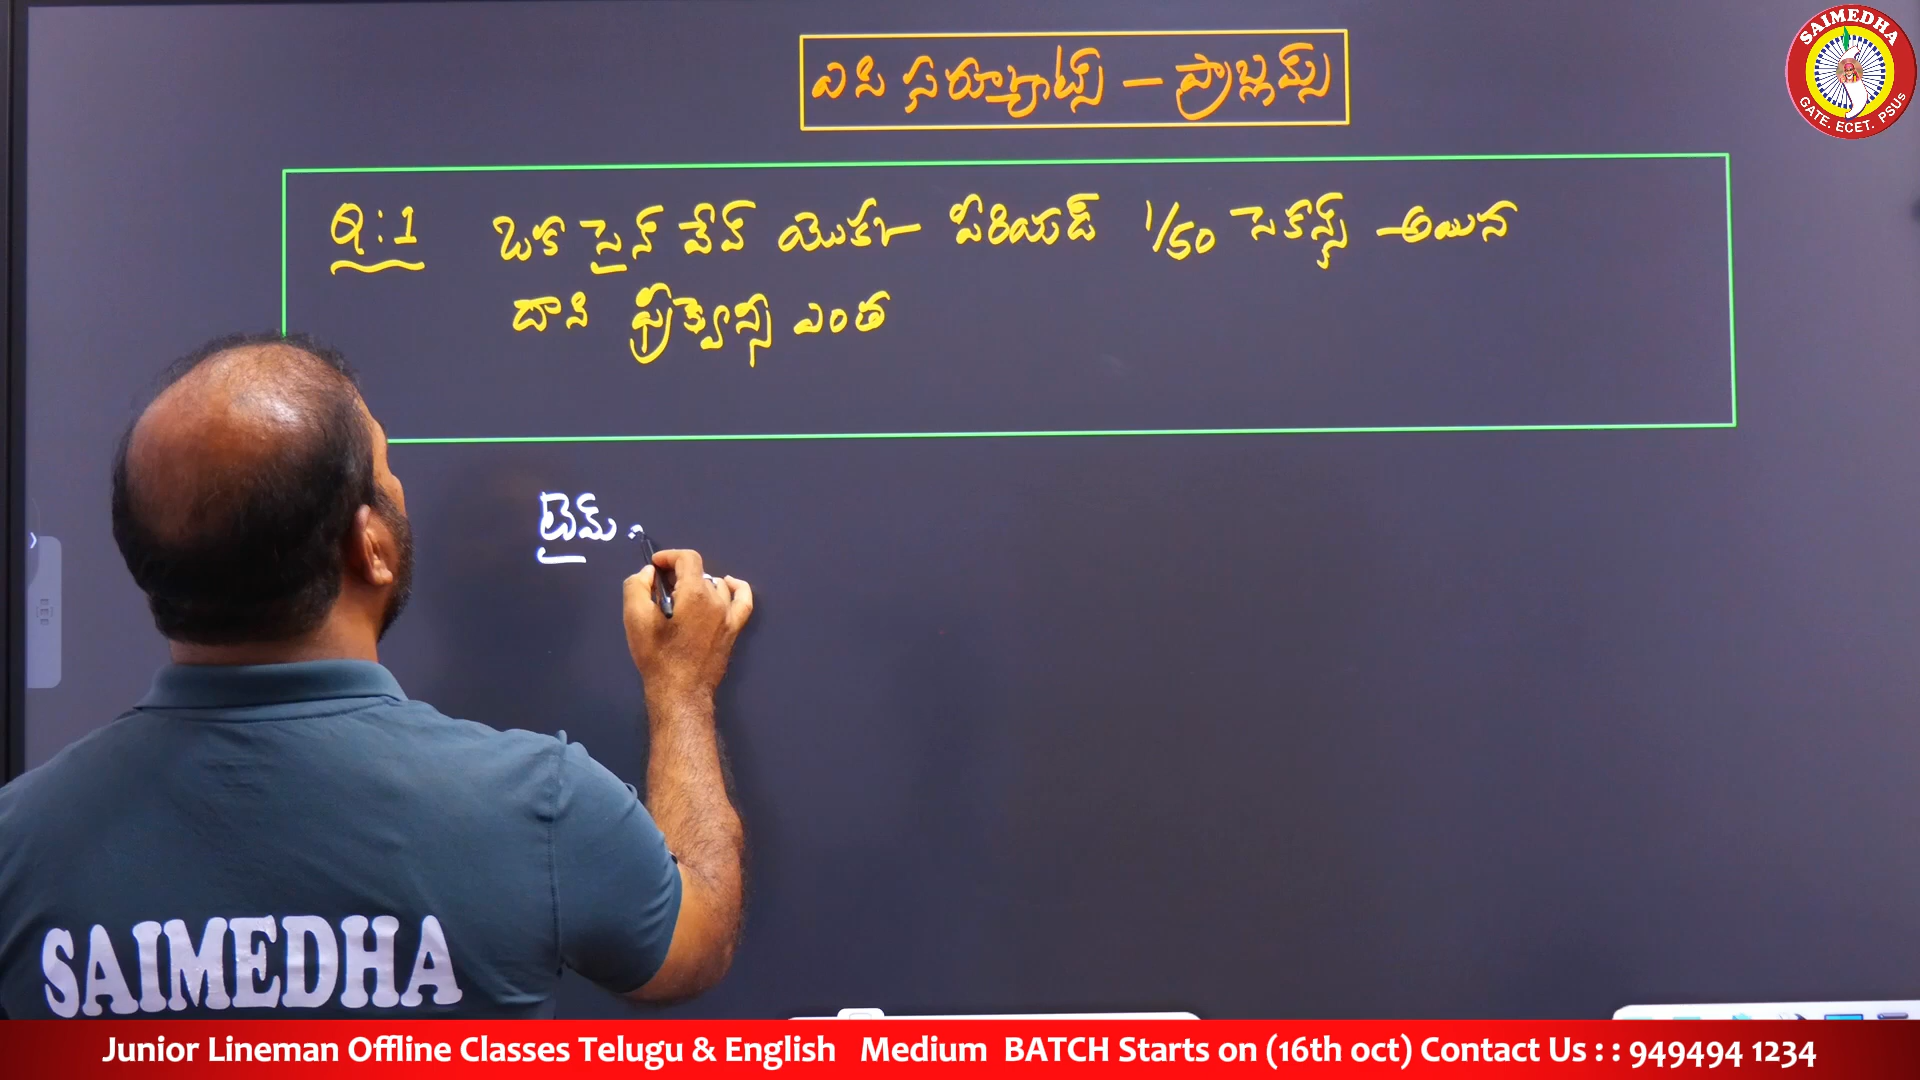 ఎసి సర్క్యూట్స్ – ప్రాబ్లమ్స్
SAIMEDHA
GATE. ECET. PSUs
Q:1 ఒక సైన్ వేవ్ యొక్క పీరియడ్ 1/50 సెకన్స్ అయిన
దాని ఫ్రీక్వెన్సీ ఎంత
టైమ్
SAIMEDHA
Junior Lineman Offline Classes Telugu & English Medium BATCH Starts on (16th oct) Contact Us : : 949494 1234